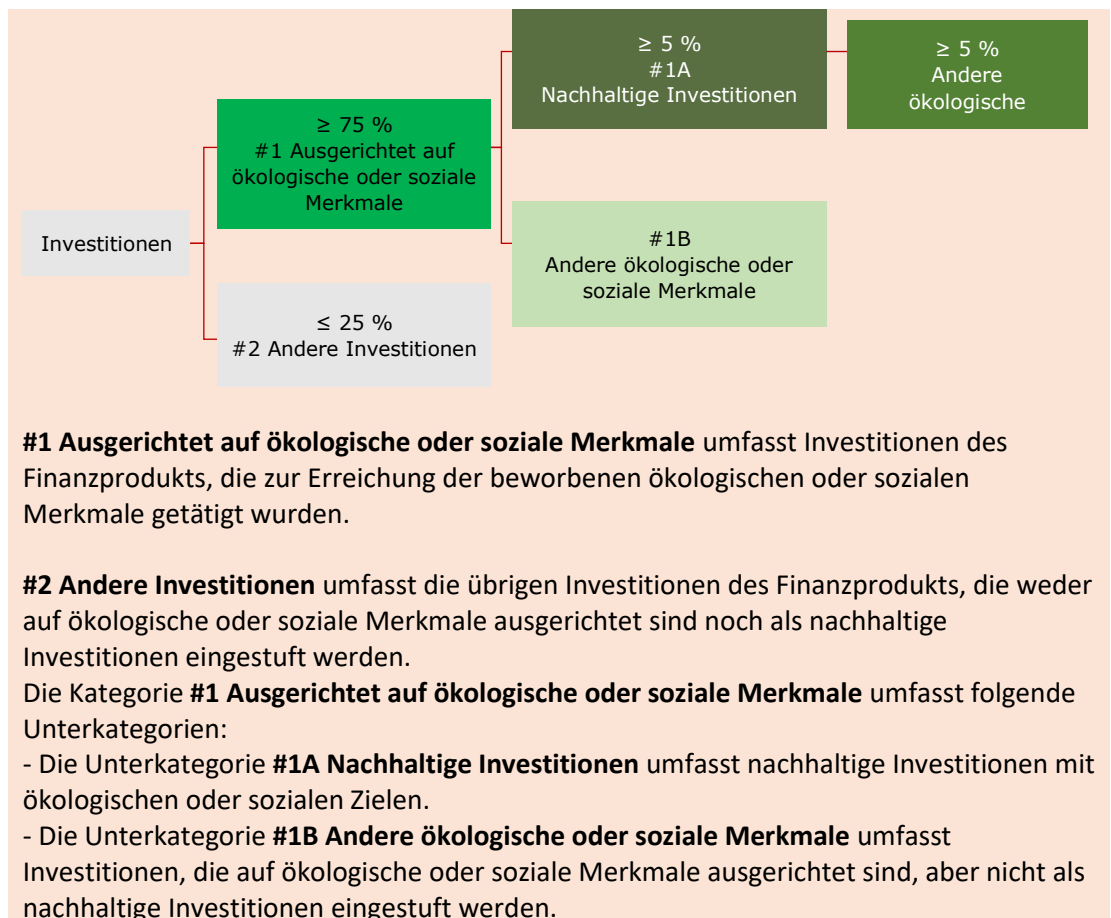 ≥ 5 %
#1A
Nachhaltige Investitionen
≥ 5 %
Andere
ökologische
≥ 75 %
#1 Ausgerichtet auf
ökologische oder soziale
Merkmale
Investitionen
#1B
Andere ökologische oder
soziale Merkmale
≤ 25 %
#2 Andere Investitionen
#1 Ausgerichtet auf ökologische oder soziale Merkmale umfasst Investitionen des
Finanzprodukts, die zur Erreichung der beworbenen ökologischen oder sozialen
Merkmale getätigt wurden.
#2 Andere Investitionen umfasst die übrigen Investitionen des Finanzprodukts, die weder
auf ökologische oder soziale Merkmale ausgerichtet sind noch als nachhaltige
Investitionen eingestuft werden.
Die Kategorie #1 Ausgerichtet auf ökologische oder soziale Merkmale umfasst folgende
Unterkategorien:
- Die Unterkategorie #1A Nachhaltige Investitionen umfasst nachhaltige Investitionen mit
ökologischen oder sozialen Zielen.
- Die Unterkategorie #1B Andere ökologische oder soziale Merkmale umfasst
Investitionen, die auf ökologische oder soziale Merkmale ausgerichtet sind, aber nicht als
nachhaltige Investitionen eingestuft werden.